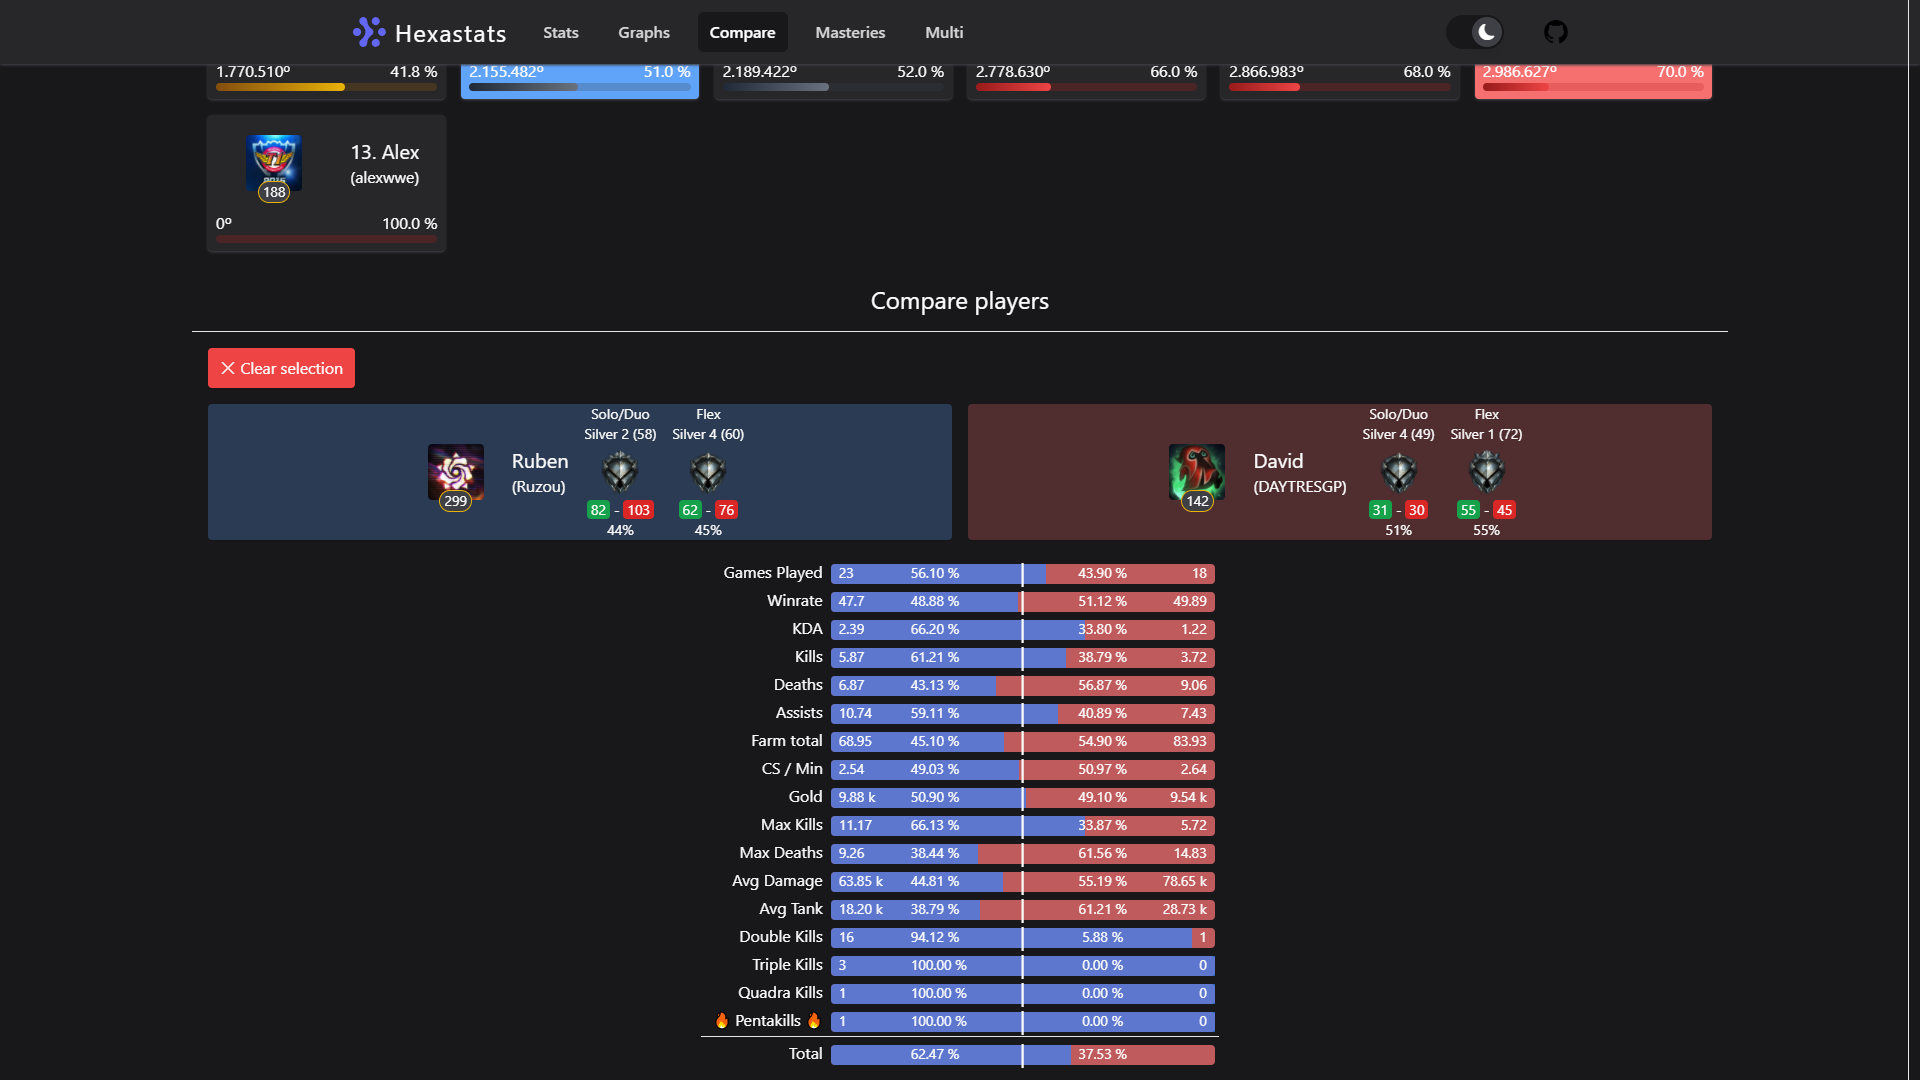 Hexastats Stats Graphs Compare Masteries Multi
1.770.510º 41.8 % 2.155.482º 51.0 % 2.189.422º 52.0 % 2.778.630º 66.0 % 2.866.983º 68.0 % 2.986.627º 70.0 %
13. Alex
(alexwwe)
188
0º 100.0 %
Compare players
Clear selection
Solo/Duo Flex
Silver 2 (58) Silver 4 (60)
Ruben
(Ruzou)
299
82 - 103 62 - 76
44% 45%
Solo/Duo Flex
Silver 4 (49) Silver 1 (72)
David
(DAYTRESGP)
142
31 - 30 55 - 45
51% 55%
Games Played 23 56.10 % 43.90 % 18
Winrate 47.7 48.88 % 51.12 % 49.89
KDA 2.39 66.20 % 33.80 % 1.22
Kills 5.87 61.21 % 38.79 % 3.72
Deaths 6.87 43.13 % 56.87 % 9.06
Assists 10.74 59.11 % 40.89 % 7.43
Farm total 68.95 45.10 % 54.90 % 83.93
CS / Min 2.54 49.03 % 50.97 % 2.64
Gold 9.88 k 50.90 % 49.10 % 9.54 k
Max Kills 11.17 66.13 % 33.87 % 5.72
Max Deaths 9.26 38.44 % 61.56 % 14.83
Avg Damage 63.85 k 44.81 % 55.19 % 78.65 k
Avg Tank 18.20 k 38.79 % 61.21 % 28.73 k
Double Kills 16 94.12 % 5.88 % 1
Triple Kills 3 100.00 % 0.00 % 0
Quadra Kills 1 100.00 % 0.00 % 0
🔥 Pentakills 🔥 1 100.00 % 0.00 % 0
Total 62.47 % 37.53 %